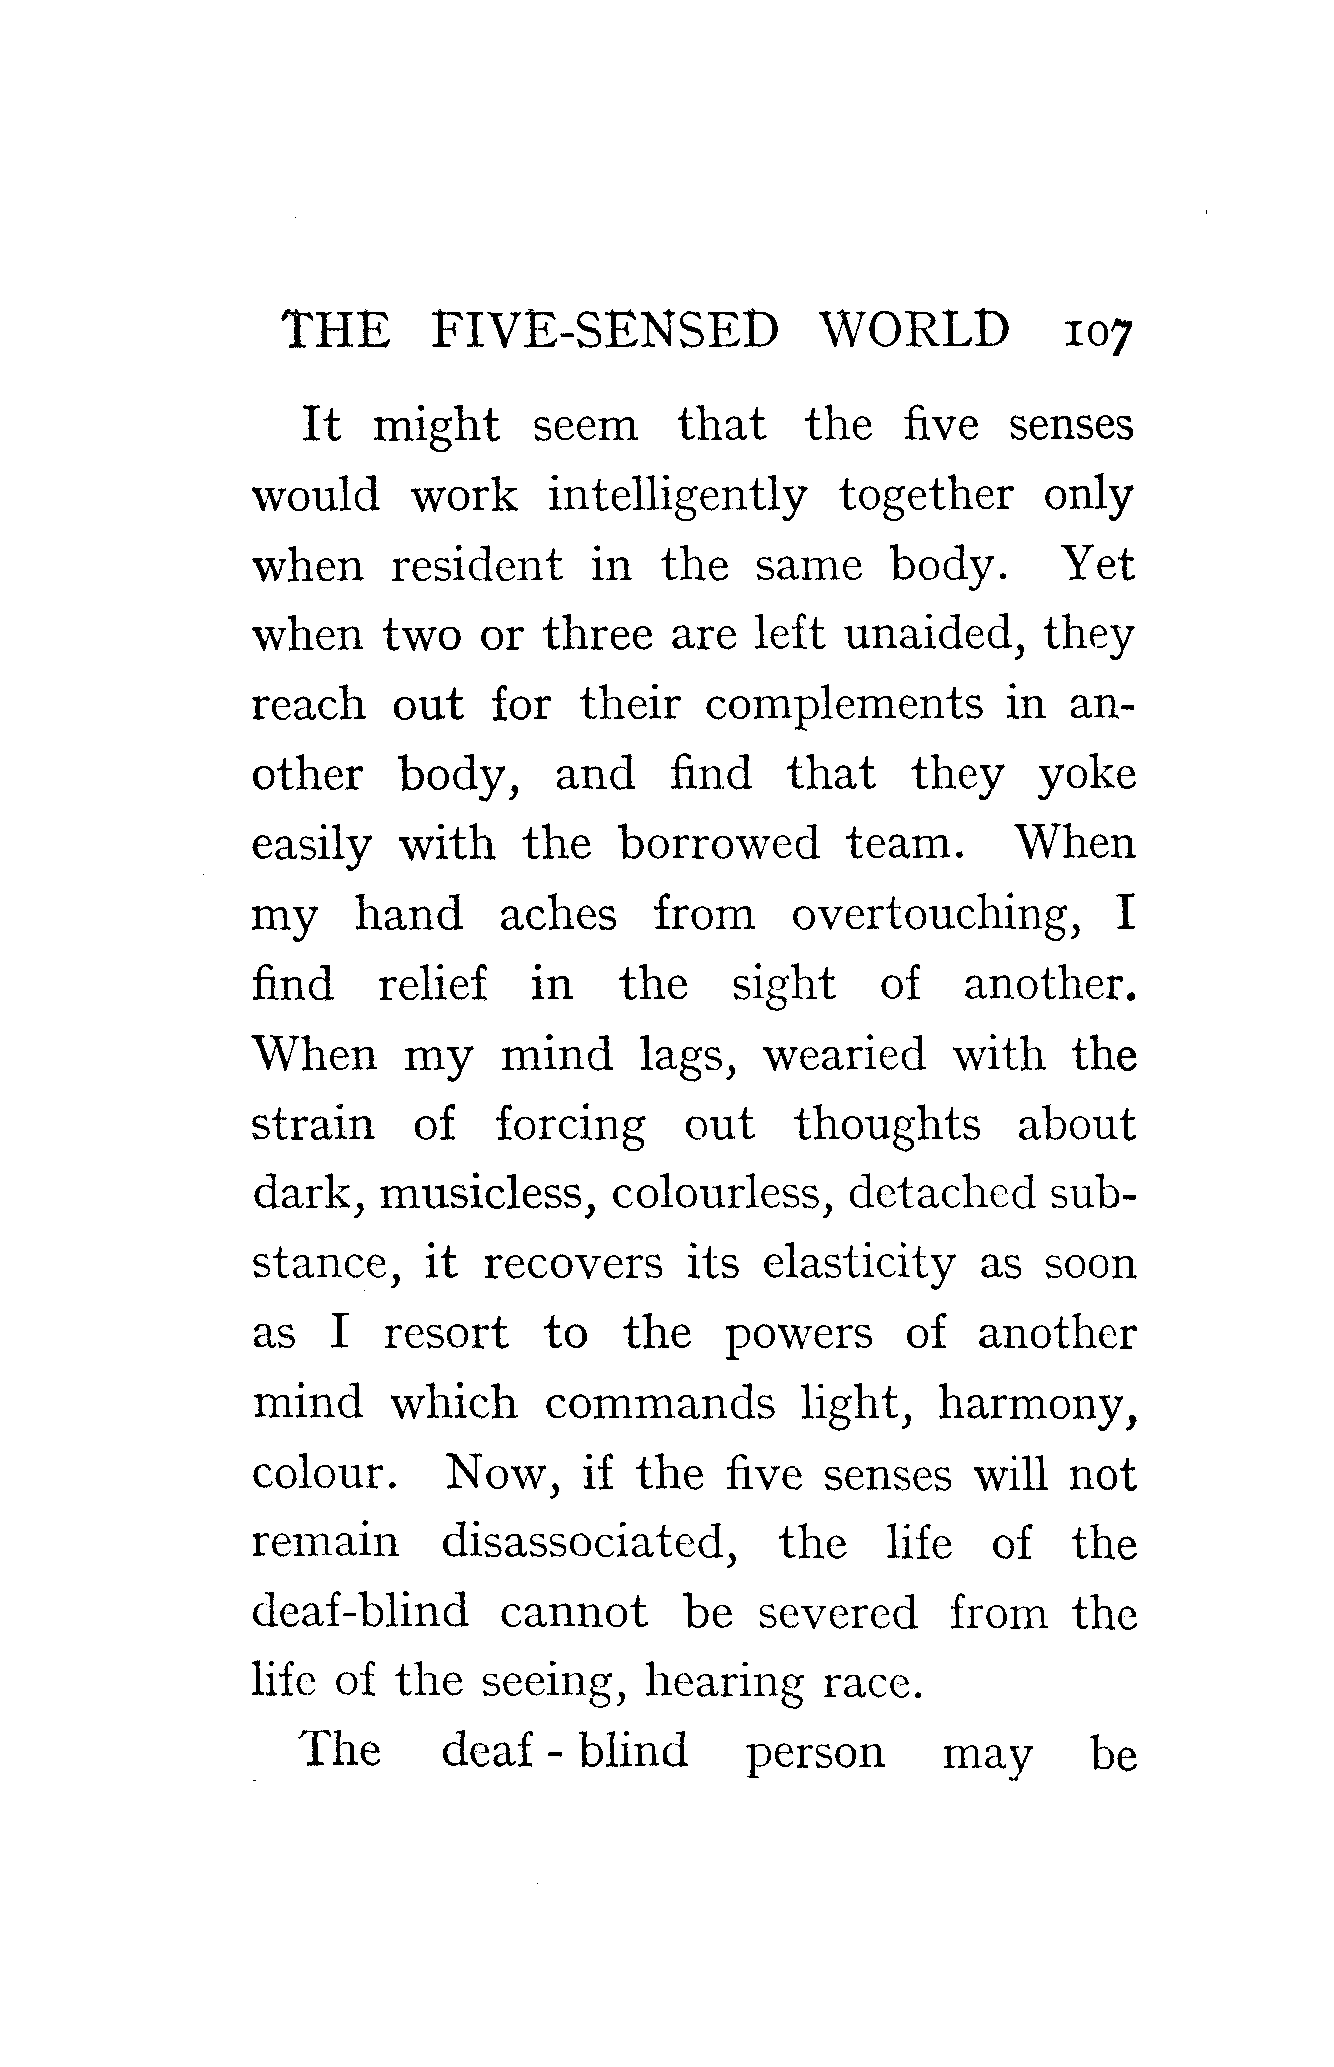 THE FIVE-SENSED WORLD 107
It might seem that the five senses
would work intelligently together only
when resident in the same body. Yet
when two or three are left unaided, they
reach out for their complements in an-
other body, and find that they yoke
easily with the borrowed team. When
my hand aches from overtouching, I
find relief in the sight of another.
When my mind lags, wearied with the
strain of forcing out thoughts about
dark, musicless, colourless, detached sub-
stance, it recovers its elasticity as soon
as I resort to the powers of another
mind which commands light, harmony,
colour. Now, if the five senses will not
remain disassociated, the life of the
deaf-blind cannot be severed from the
life of the seeing, hearing race.
The deaf - blind person may be